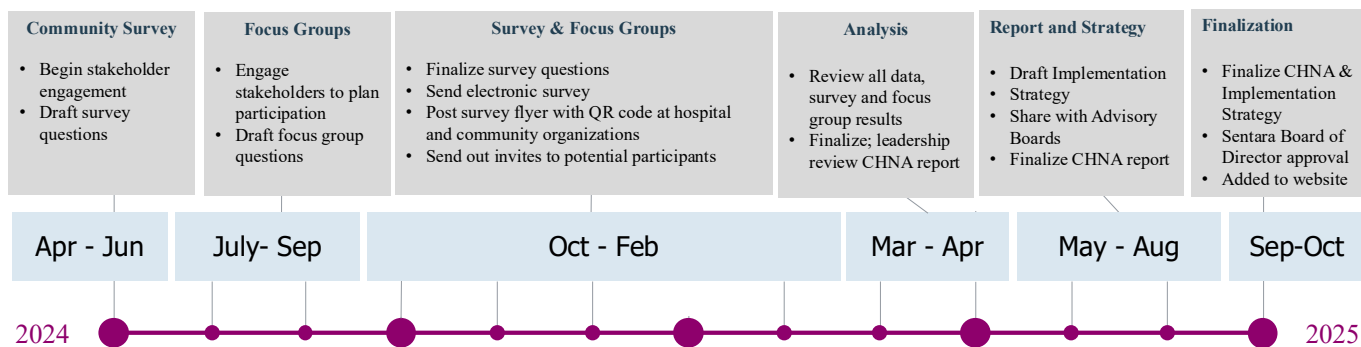 Community Survey
• Begin stakeholder
engagement
• Draft survey
questions
Focus Groups
• Engage
stakeholders to plan
participation
• Draft focus group
questions
Survey & Focus Groups
• Finalize survey questions
• Send electronic survey
• Post survey flyer with QR code at hospital
and community organizations
• Send out invites to potential participants
Analysis
• Review all data,
survey and focus
group results
• Finalize; leadership
review CHNA report
Report and Strategy
• Draft Implementation
• Strategy
• Share with Advisory
Boards
• Finalize CHNA report
Finalization
• Finalize CHNA &
Implementation
Strategy
• Sentara Board of
Director approval
• Added to website
Apr - Jun
July- Sep
Oct - Feb
Mar - Apr
May - Aug
Sep-Oct
2024
2025